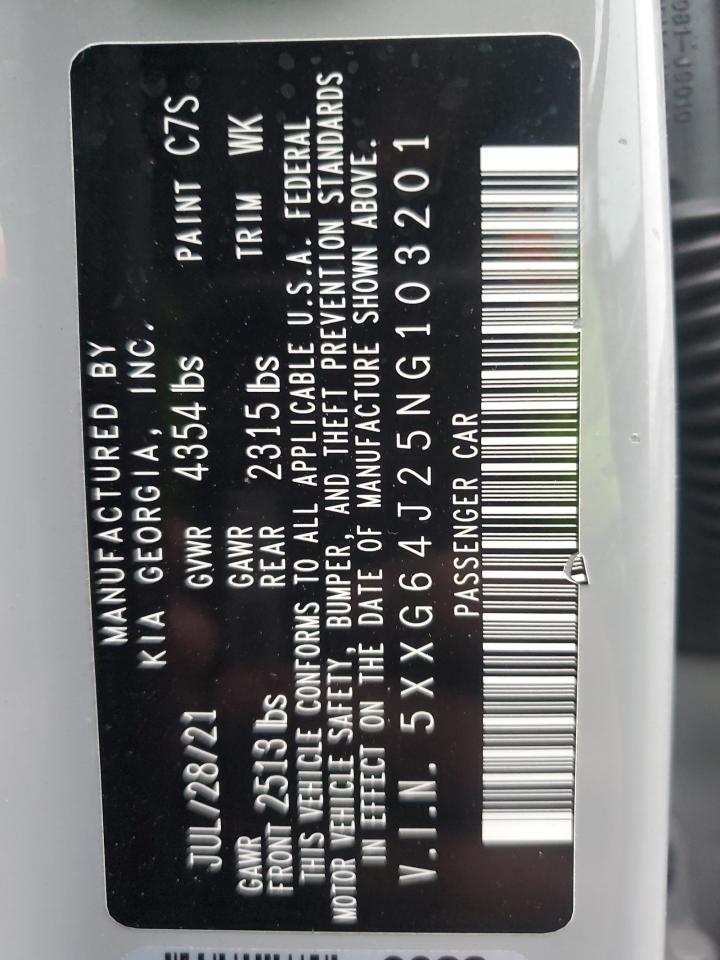 MANUFACTURED BY
KIA GEORGIA, INC.
JUL/28/21 GVWR 4354 lbs PAINT C7S
GAWR FRONT 2513 lbs GAWR REAR 2315 lbs TRIM WK
THIS VEHICLE CONFORMS TO ALL APPLICABLE U.S.A. FEDERAL
MOTOR VEHICLE SAFETY, BUMPER, AND THEFT PREVENTION STANDARDS
IN EFFECT ON THE DATE OF MANUFACTURE SHOWN ABOVE.
V.I.N. 5XXG64J25NG103201
PASSENGER CAR